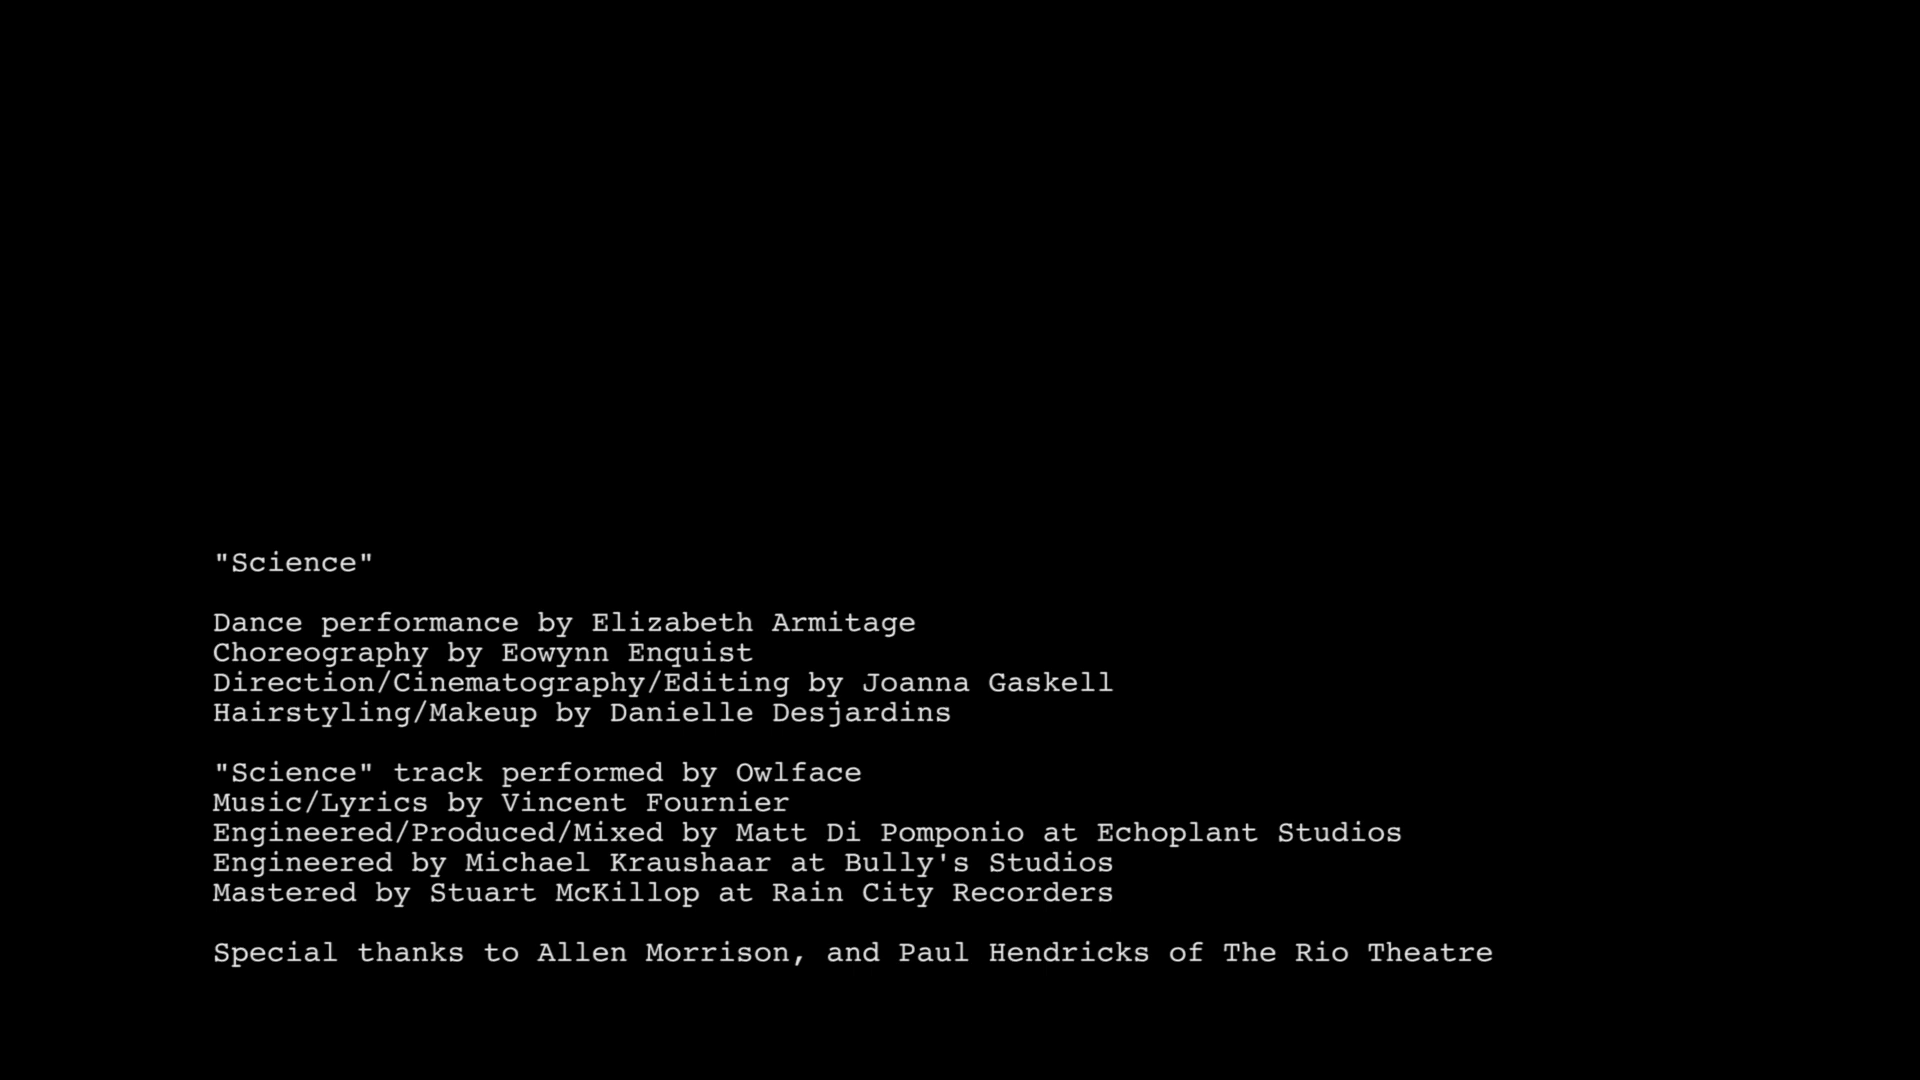 "Science"
Dance performance by Elizabeth Armitage
Choreography by Eowynn Enquist
Direction/Cinematography/Editing by Joanna Gaskell
Hairstyling/Makeup by Danielle Desjardins
"Science" track performed by Owlface
Music/Lyrics by Vincent Fournier
Engineered/Produced/Mixed by Matt Di Pomponio at Echoplant Studios
Engineered by Michael Kraushaar at Bully's Studios
Mastered by Stuart McKillop at Rain City Recorders
Special thanks to Allen Morrison, and Paul Hendricks of The Rio Theatre